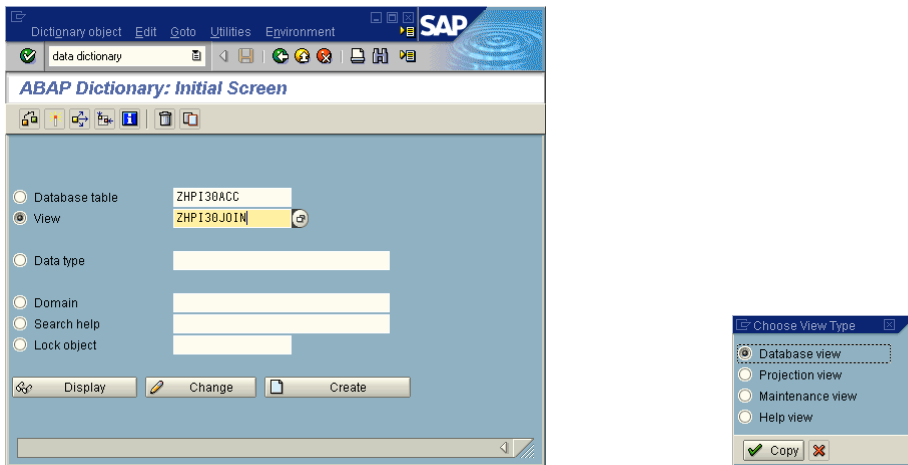 Dictionary object Edit Goto Utilities Environment
SAP
data dictionary
ABAP Dictionary: Initial Screen
Database table ZHPI30ACC
View ZHPI30JOIN
Data type
Domain
Search help
Lock object
Display Change Create
Choose View Type
Database view
Projection view
Maintenance view
Help view
Copy